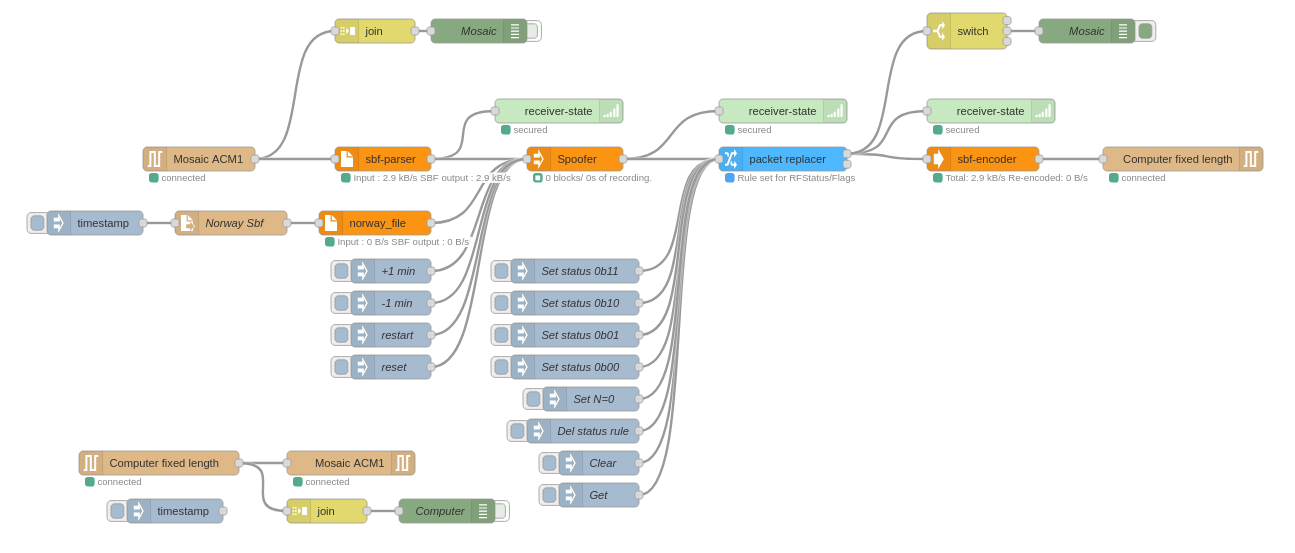 join
Mosaic
switch
Mosaic
receiver-state
secured
receiver-state
secured
receiver-state
secured
Mosaic ACM1
connected
sbf-parser
Input : 2.9 kB/s SBF output : 2.9 kB/s
Spoofer
0 blocks/ 0s of recording.
packet replacer
Rule set for RFStatus/Flags
sbf-encoder
Total: 2.9 kB/s Re-encoded: 0 B/s
Computer fixed length
connected
timestamp
Norway Sbf
norway_file
Input : 0 B/s SBF output : 0 B/s
+1 min
Set status 0b11
-1 min
Set status 0b10
restart
Set status 0b01
reset
Set status 0b00
Set N=0
Del status rule
Computer fixed length
connected
Mosaic ACM1
connected
Clear
Get
timestamp
join
Computer